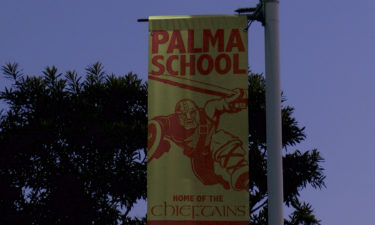 PALMA
SCHOOL
HOME OF THE
CHIEFTAINS